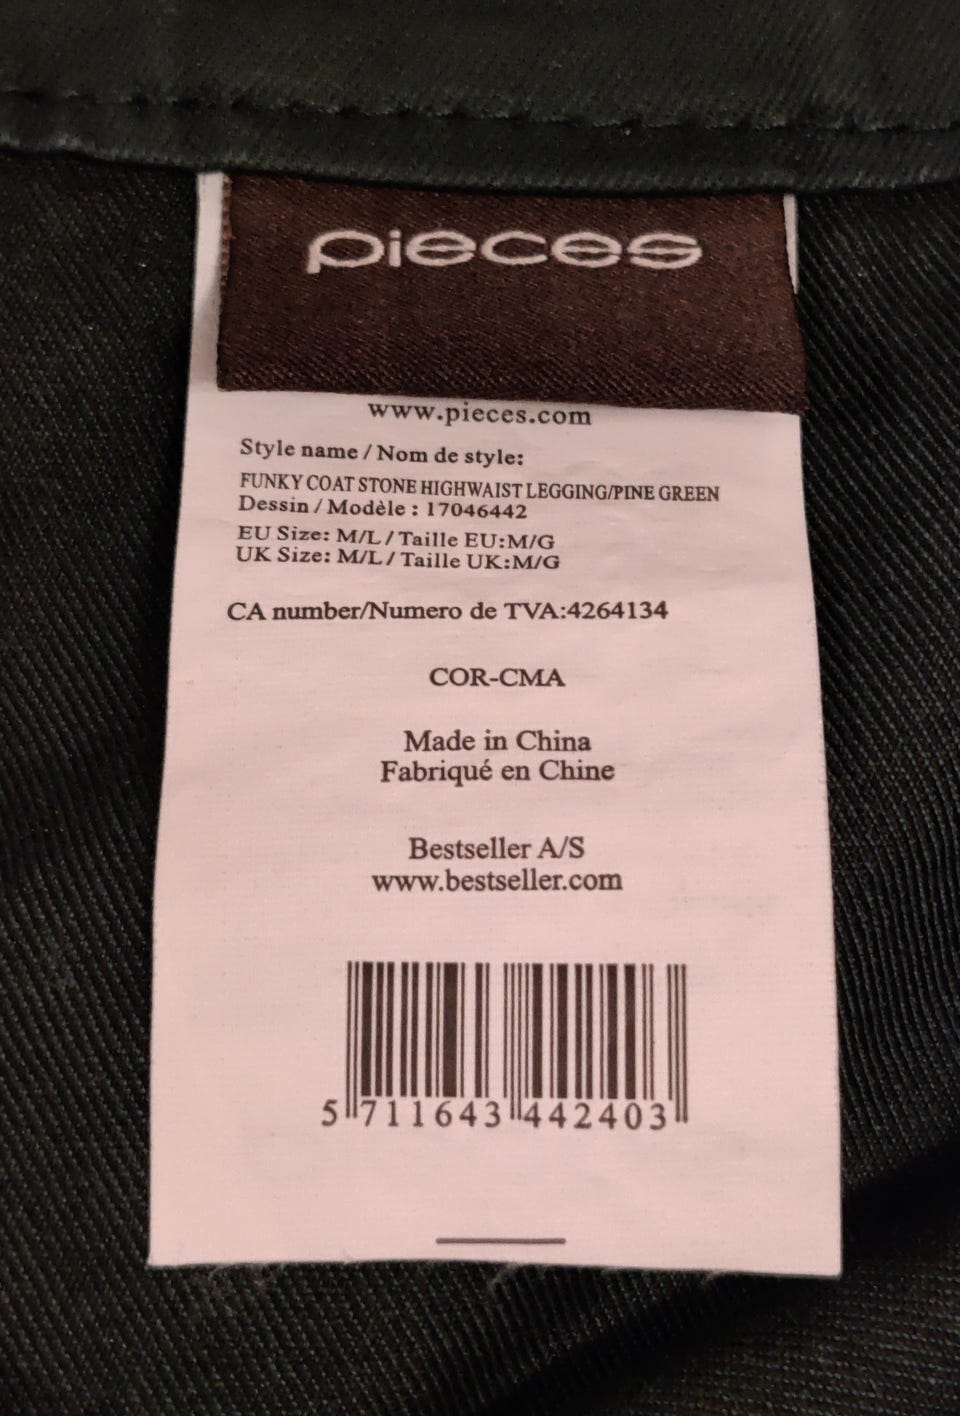 pieces
www.pieces.com
Style name / Nom de style:
FUNKY COAT STONE HIGHWAIST LEGGING/PINE GREEN
Dessin / Modèle : 17046442
EU Size: M/L / Taille EU:M/G
UK Size: M/L / Taille UK:M/G
CA number/Numero de TVA:4264134
COR-CMA
Made in China
Fabriqué en Chine
Bestseller A/S
www.bestseller.com
5 711643 442403